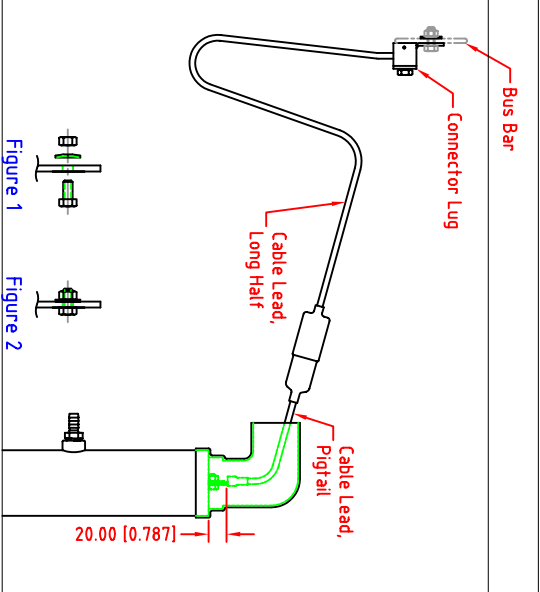 Bus Bar
Connector Lug
Cable Lead,
Long Half
Cable Lead,
Pigtail
Figure 1
Figure 2
20.00 [0.787]